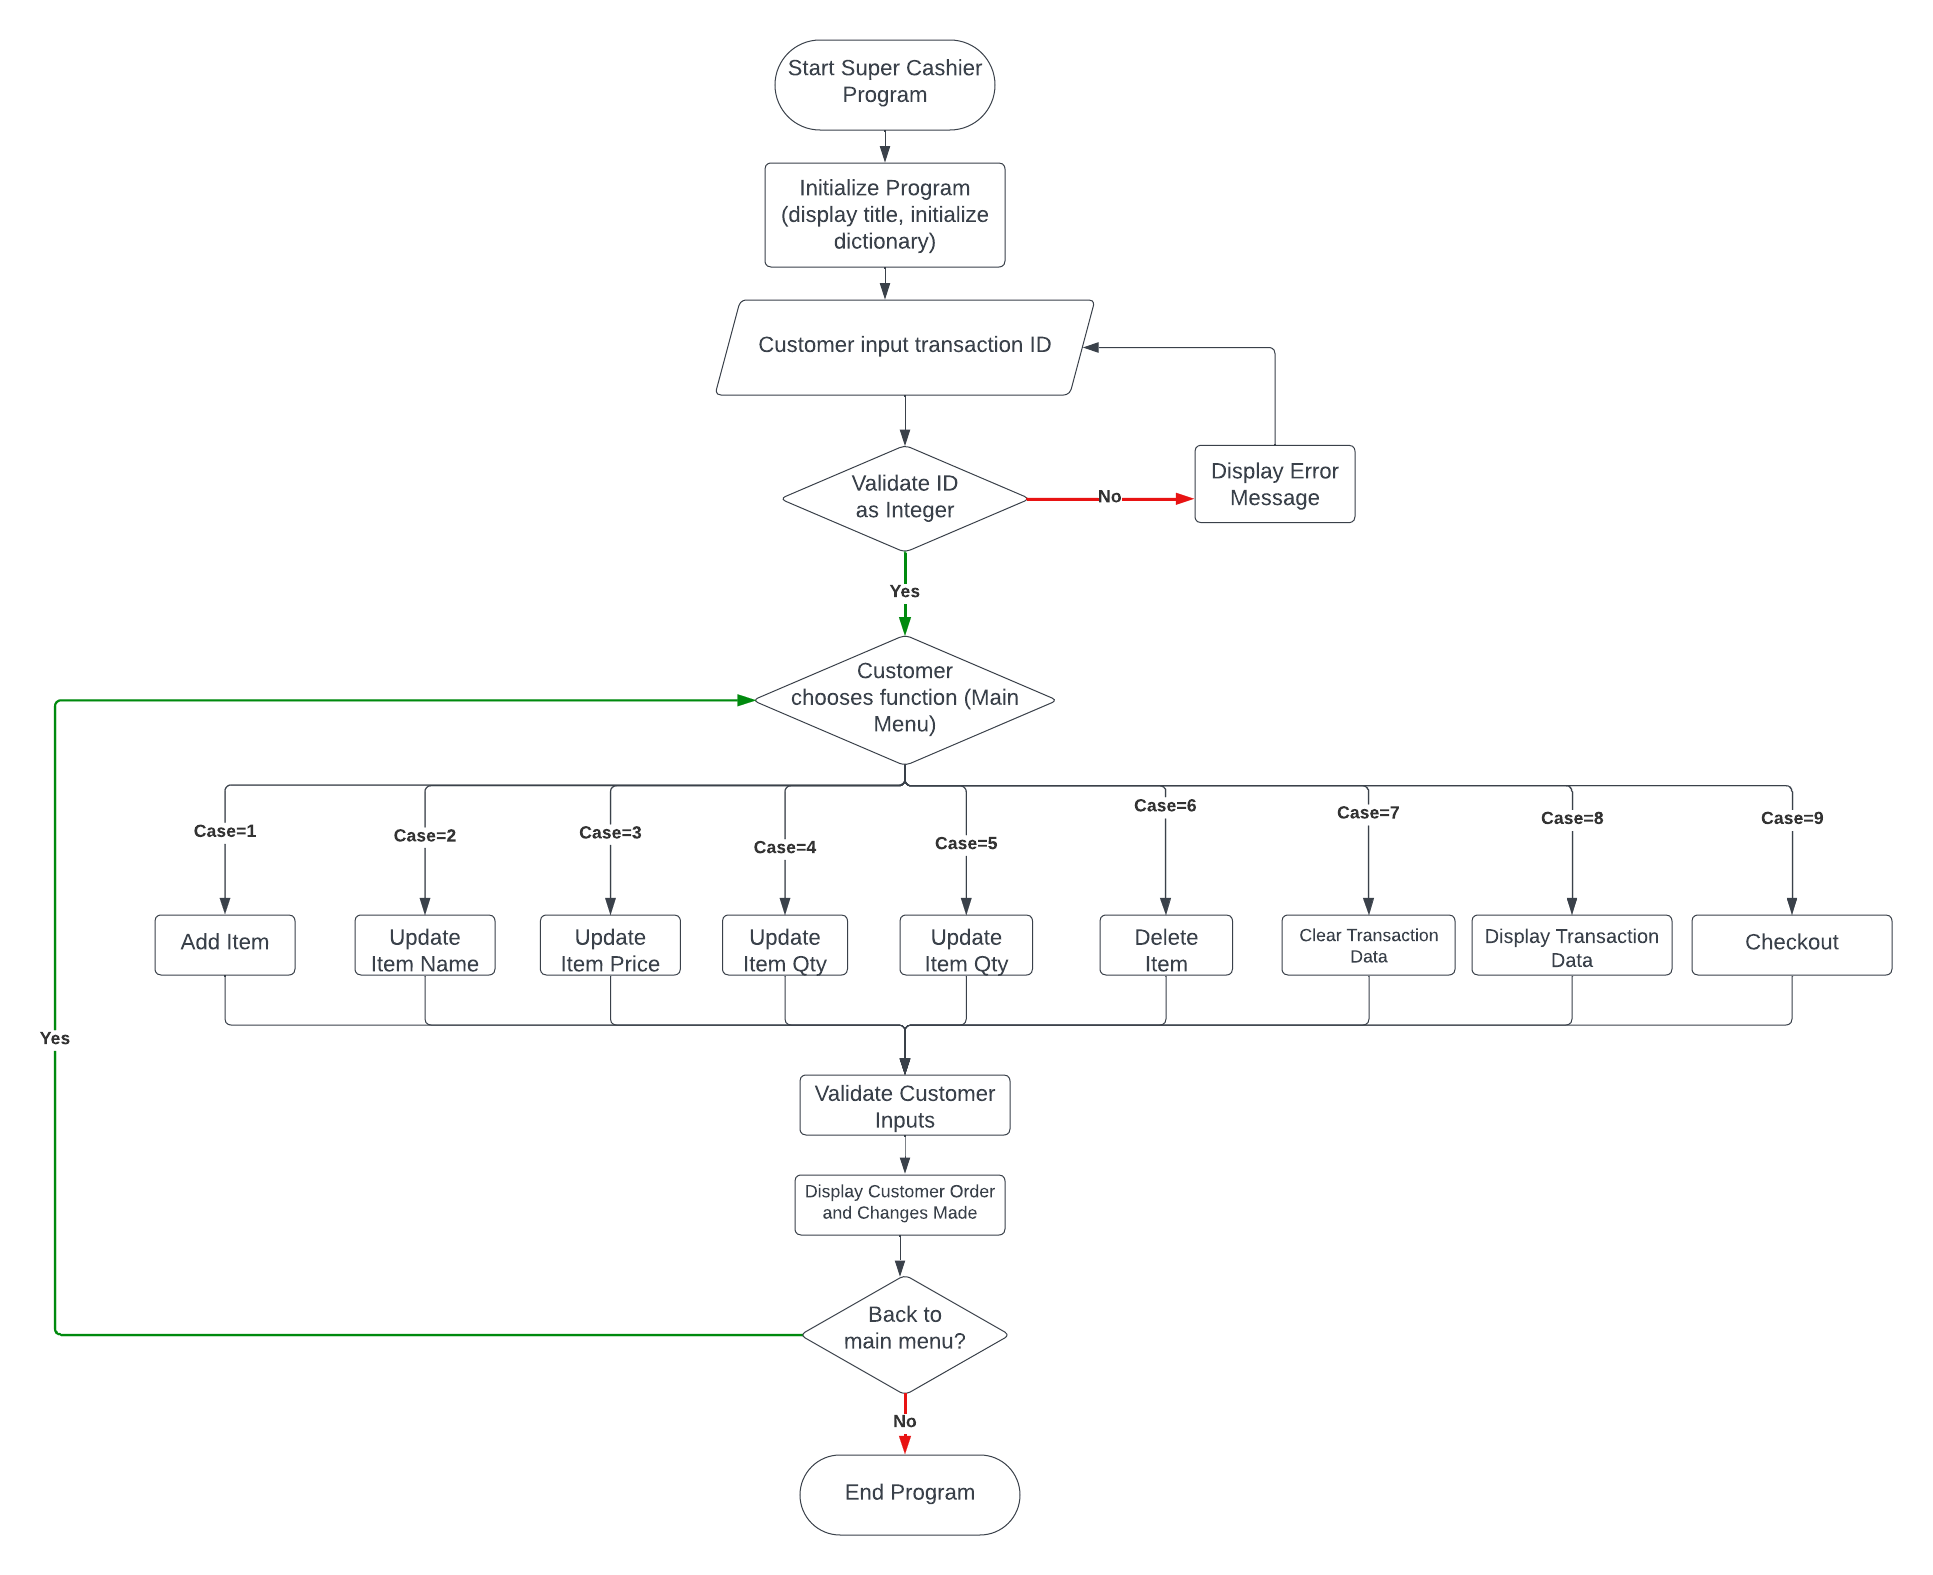 Start Super Cashier
Program
Initialize Program
(display title, initialize
dictionary)
Customer input transaction ID
Validate ID
as Integer
No
Display Error
Message
Yes
Customer
chooses function (Main
Menu)
Case=1
Case=2
Case=3
Case=4
Case=5
Case=6
Case=7
Case=8
Case=9
Add Item
Update
Item Name
Update
Item Price
Update
Item Qty
Update
Item Qty
Delete
Item
Clear Transaction
Data
Display Transaction
Data
Checkout
Yes
Validate Customer
Inputs
Display Customer Order
and Changes Made
Back to
main menu?
No
End Program